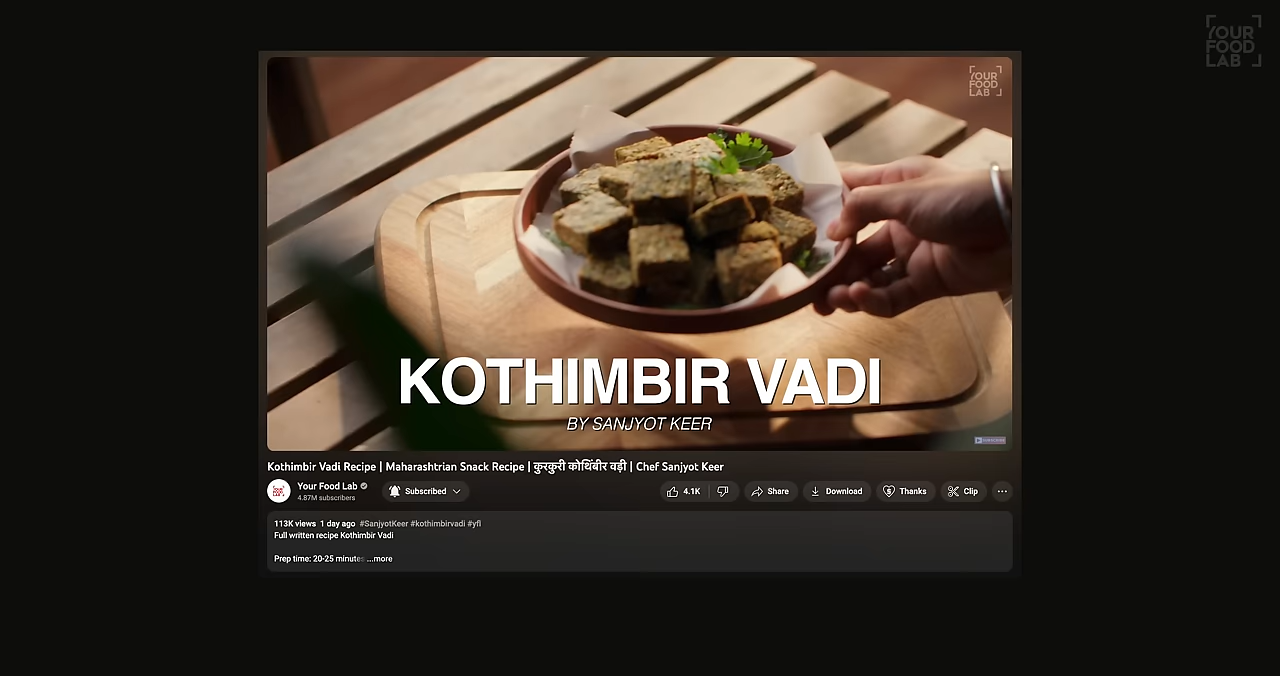 YOUR
FOOD
LAB
YOUR
FOOD
LAB
KOTHIMBIR VADI
BY SANJYOT KEER
SUBSCRIBE
Kothimbir Vadi Recipe | Maharashtrian Snack Recipe | कुरकुरी कोथिंबीर वड़ी | Chef Sanjyot Keer
Your Food Lab
4.87M subscribers
Subscribed
4.1K
Share
Download
Thanks
Clip
113K views 1 day ago #SanjyotKeer #kothimbirvadi #yfl
Full written recipe Kothimbir Vadi
Prep time: 20-25 minutes ...more